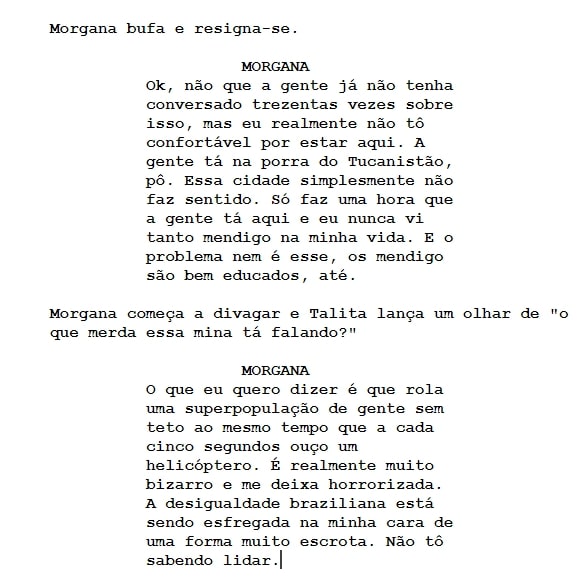 Morgana bufa e resigna-se.
MORGANA
Ok, não que a gente já não tenha
conversado trezentas vezes sobre
isso, mas eu realmente não tô
confortável por estar aqui. A
gente tá na porra do Tucanistão,
pô. Essa cidade simplesmente não
faz sentido. Só faz uma hora que
a gente tá aqui e eu nunca vi
tanto mendigo na minha vida. E o
problema nem é esse, os mendigo
são bem educados, até.
Morgana começa a divagar e Talita lança um olhar de "o
que merda essa mina tá falando?"
MORGANA
O que eu quero dizer é que rola
uma superpopulação de gente sem
teto ao mesmo tempo que a cada
cinco segundos ouço um
helicóptero. É realmente muito
bizarro e me deixa horrorizada.
A desigualdade braziliana está
sendo esfregada na minha cara de
uma forma muito escrota. Não tô
sabendo lidar.